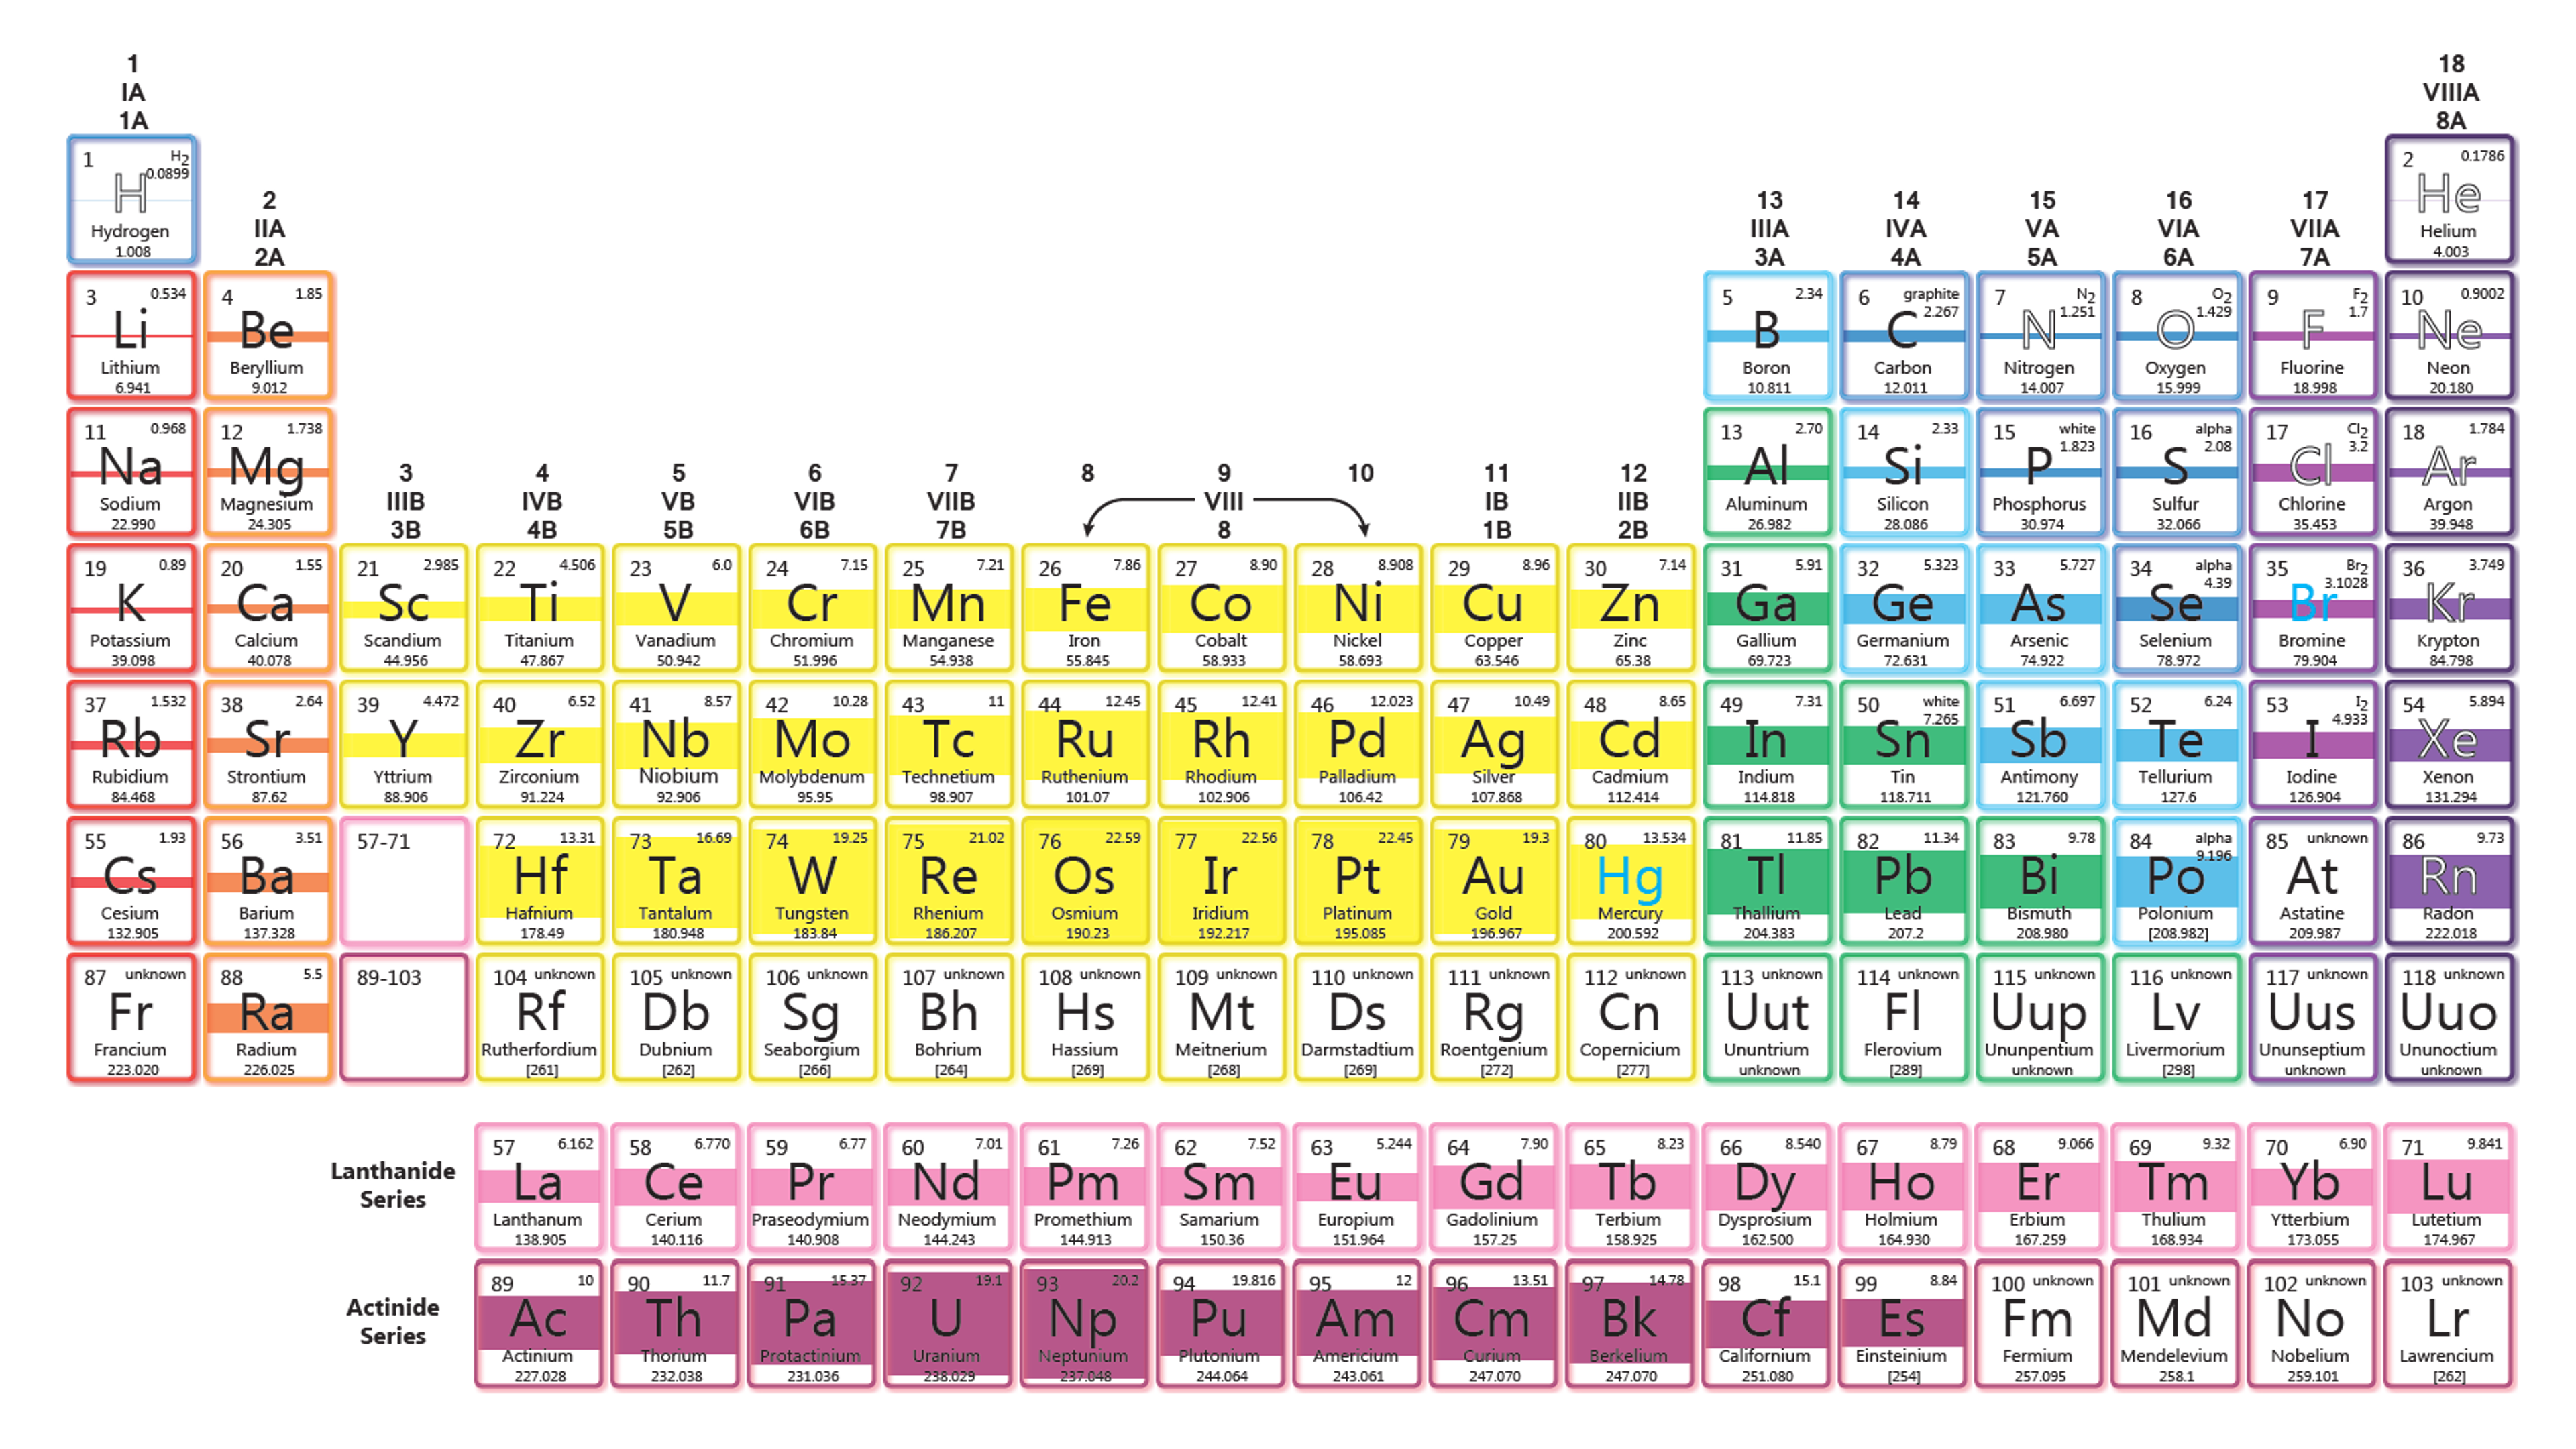 1
IA
1A
18
VIIIA
8A
1 H2
0.0899
H
Hydrogen
1.008
2 0.1786
He
Helium
4.003
2
IIA
2A
13
IIIA
3A
14
IVA
4A
15
VA
5A
16
VIA
6A
17
VIIA
7A
3 0.534
Li
Lithium
6.941
4 1.85
Be
Beryllium
9.012
5 2.34
B
Boron
10.811
6 graphite
2.267
C
Carbon
12.011
7 N2
1.251
N
Nitrogen
14.007
8 O2
1.429
O
Oxygen
15.999
9 F2
1.7
F
Fluorine
18.998
10 0.9002
Ne
Neon
20.180
11 0.968
Na
Sodium
22.990
12 1.738
Mg
Magnesium
24.305
3
IIIB
3B
4
IVB
4B
5
VB
5B
6
VIB
6B
7
VIIB
7B
8
9
VIII
8
10
11
IB
1B
12
IIB
2B
13 2.70
Al
Aluminum
26.982
14 2.33
Si
Silicon
28.086
15 white
1.823
P
Phosphorus
30.974
16 alpha
2.08
S
Sulfur
32.066
17 Cl2
3.2
Cl
Chlorine
35.453
18 1.784
Ar
Argon
39.948
19 0.89
K
Potassium
39.098
20 1.55
Ca
Calcium
40.078
21 2.985
Sc
Scandium
44.956
22 4.506
Ti
Titanium
47.867
23 6.0
V
Vanadium
50.942
24 7.15
Cr
Chromium
51.996
25 7.21
Mn
Manganese
54.938
26 7.86
Fe
Iron
55.845
27 8.90
Co
Cobalt
58.933
28 8.908
Ni
Nickel
58.693
29 8.96
Cu
Copper
63.546
30 7.14
Zn
Zinc
65.38
31 5.91
Ga
Gallium
69.723
32 5.323
Ge
Germanium
72.631
33 5.727
As
Arsenic
74.922
34 alpha
4.39
Se
Selenium
78.972
35 Br2
3.1028
Br
Bromine
79.904
36 3.749
Kr
Krypton
84.798
37 1.532
Rb
Rubidium
84.468
38 2.64
Sr
Strontium
87.62
39 4.472
Y
Yttrium
88.906
40 6.52
Zr
Zirconium
91.224
41 8.57
Nb
Niobium
92.906
42 10.28
Mo
Molybdenum
95.95
43 11
Tc
Technetium
98.907
44 12.45
Ru
Ruthenium
101.07
45 12.41
Rh
Rhodium
102.906
46 12.023
Pd
Palladium
106.42
47 10.49
Ag
Silver
107.868
48 8.65
Cd
Cadmium
112.414
49 7.31
In
Indium
114.818
50 white
7.265
Sn
Tin
118.711
51 6.697
Sb
Antimony
121.760
52 6.24
Te
Tellurium
127.6
53 I2
4.933
I
Iodine
126.904
54 5.894
Xe
Xenon
131.294
55 1.93
Cs
Cesium
132.905
56 3.51
Ba
Barium
137.328
57-71
72 13.31
Hf
Hafnium
178.49
73 16.69
Ta
Tantalum
180.948
74 19.25
W
Tungsten
183.84
75 21.02
Re
Rhenium
186.207
76 22.59
Os
Osmium
190.23
77 22.56
Ir
Iridium
192.217
78 22.45
Pt
Platinum
195.085
79 19.3
Au
Gold
196.967
80 13.534
Hg
Mercury
200.592
81 11.85
Tl
Thallium
204.383
82 11.34
Pb
Lead
207.2
83 9.78
Bi
Bismuth
208.980
84 alpha
9.196
Po
Polonium
[208.982]
85 unknown
At
Astatine
209.987
86 9.73
Rn
Radon
222.018
87 unknown
Fr
Francium
223.020
88 5.5
Ra
Radium
226.025
89-103
104 unknown
Rf
Rutherfordium
[261]
105 unknown
Db
Dubnium
[262]
106 unknown
Sg
Seaborgium
[266]
107 unknown
Bh
Bohrium
[264]
108 unknown
Hs
Hassium
[269]
109 unknown
Mt
Meitnerium
[268]
110 unknown
Ds
Darmstadtium
[269]
111 unknown
Rg
Roentgenium
[272]
112 unknown
Cn
Copernicium
[277]
113 unknown
Uut
Ununtrium
unknown
114 unknown
Fl
Flerovium
[289]
115 unknown
Uup
Ununpentium
unknown
116 unknown
Lv
Livermorium
[298]
117 unknown
Uus
Ununseptium
unknown
118 unknown
Uuo
Ununoctium
unknown
Lanthanide
Series
57 6.162
La
Lanthanum
138.905
58 6.770
Ce
Cerium
140.116
59 6.77
Pr
Praseodymium
140.908
60 7.01
Nd
Neodymium
144.243
61 7.26
Pm
Promethium
144.913
62 7.52
Sm
Samarium
150.36
63 5.244
Eu
Europium
151.964
64 7.90
Gd
Gadolinium
157.25
65 8.23
Tb
Terbium
158.925
66 8.540
Dy
Dysprosium
162.500
67 8.79
Ho
Holmium
164.930
68 9.066
Er
Erbium
167.259
69 9.32
Tm
Thulium
168.934
70 6.90
Yb
Ytterbium
173.055
71 9.841
Lu
Lutetium
174.967
Actinide
Series
89 10
Ac
Actinium
227.028
90 11.7
Th
Thorium
232.038
91 15.37
Pa
Protactinium
231.036
92 19.1
U
Uranium
238.029
93 20.2
Np
Neptunium
237.048
94 19.816
Pu
Plutonium
244.064
95 12
Am
Americium
243.061
96 13.51
Cm
Curium
247.070
97 14.78
Bk
Berkelium
247.070
98 15.1
Cf
Californium
251.080
99 8.84
Es
Einsteinium
[254]
100 unknown
Fm
Fermium
257.095
101 unknown
Md
Mendelevium
258.1
102 unknown
No
Nobelium
259.101
103 unknown
Lr
Lawrencium
[262]